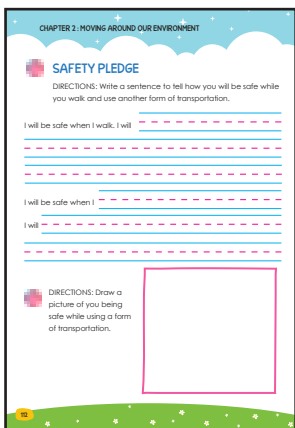 CHAPTER 2: MOVING AROUND OUR ENVIRONMENT
SAFETY PLEDGE
DIRECTIONS: Write a sentence to tell how you will be safe while
you walk and use another form of transportation.
I will be safe when I walk. I will
I will be safe when I
I will
DIRECTIONS: Draw a
picture of you being
safe while using a form
of transportation.
112